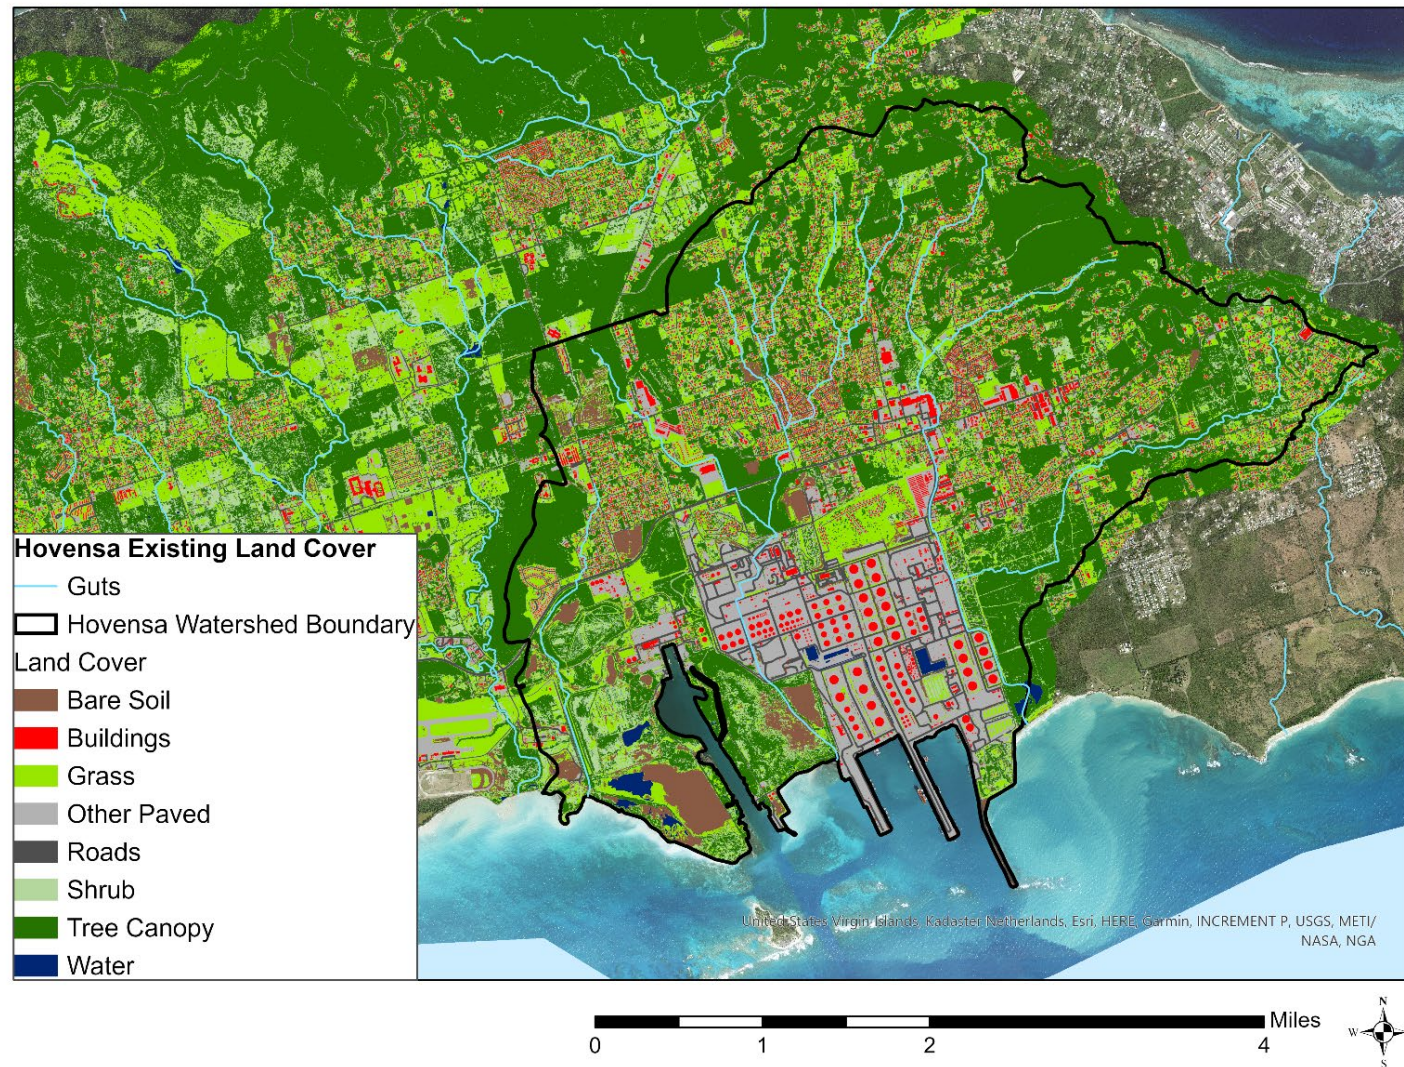 Hovensa Existing Land Cover
Guts
Hovensa Watershed Boundary
Land Cover
Bare Soil
Buildings
Grass
Other Paved
Roads
Shrub
Tree Canopy
Water
United States Virgin Islands, Kadaster Netherlands, Esri, HERE, Garmin, INCREMENT P, USGS, METI/
NASA, NGA
Miles
0 1 2 4
N
W
S